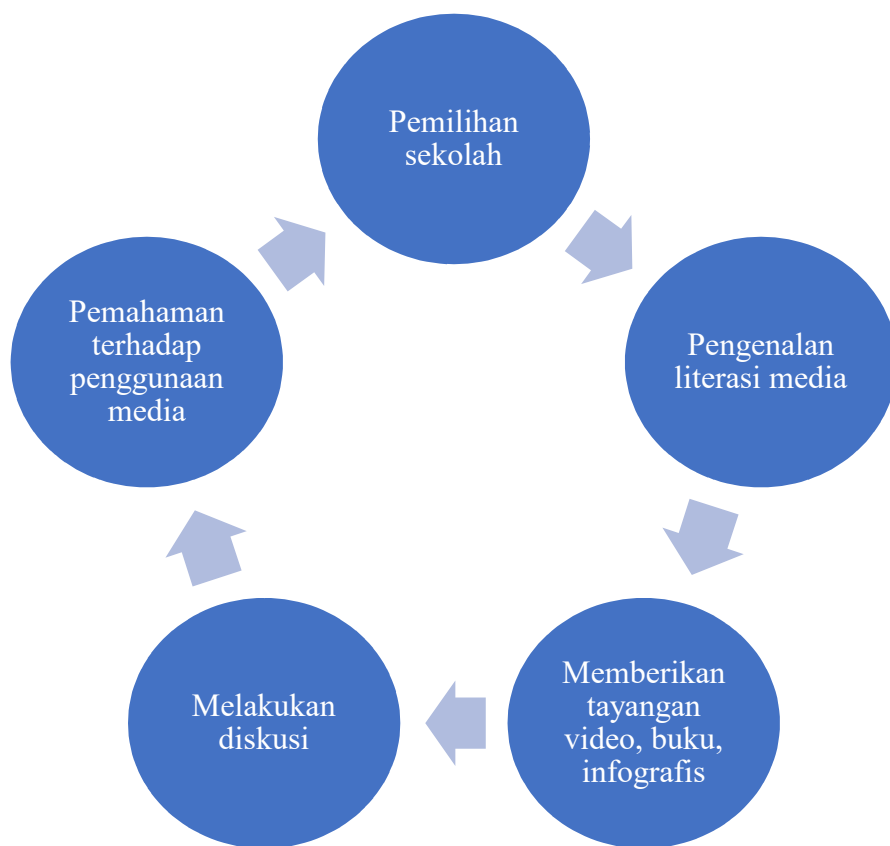 Pemilihan
sekolah
Pengenalan
literasi media
Memberikan
tayangan
video, buku,
infografis
Melakukan
diskusi
Pemahaman
terhadap
penggunaan
media